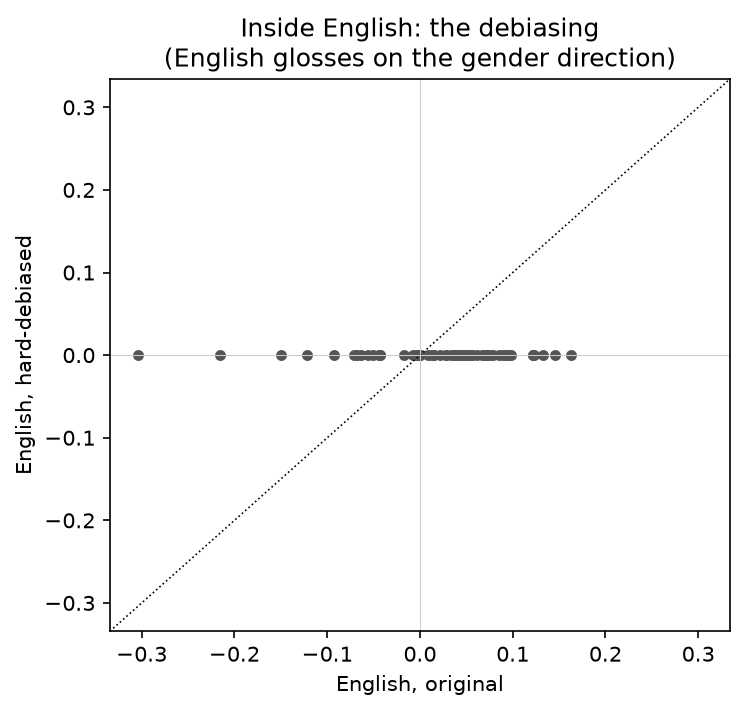 Inside English: the debiasing
(English glosses on the gender direction)
0.3
0.2
0.1
0.0
−0.1
−0.2
−0.3
English, hard-debiased
−0.3 −0.2 −0.1 0.0 0.1 0.2 0.3
English, original